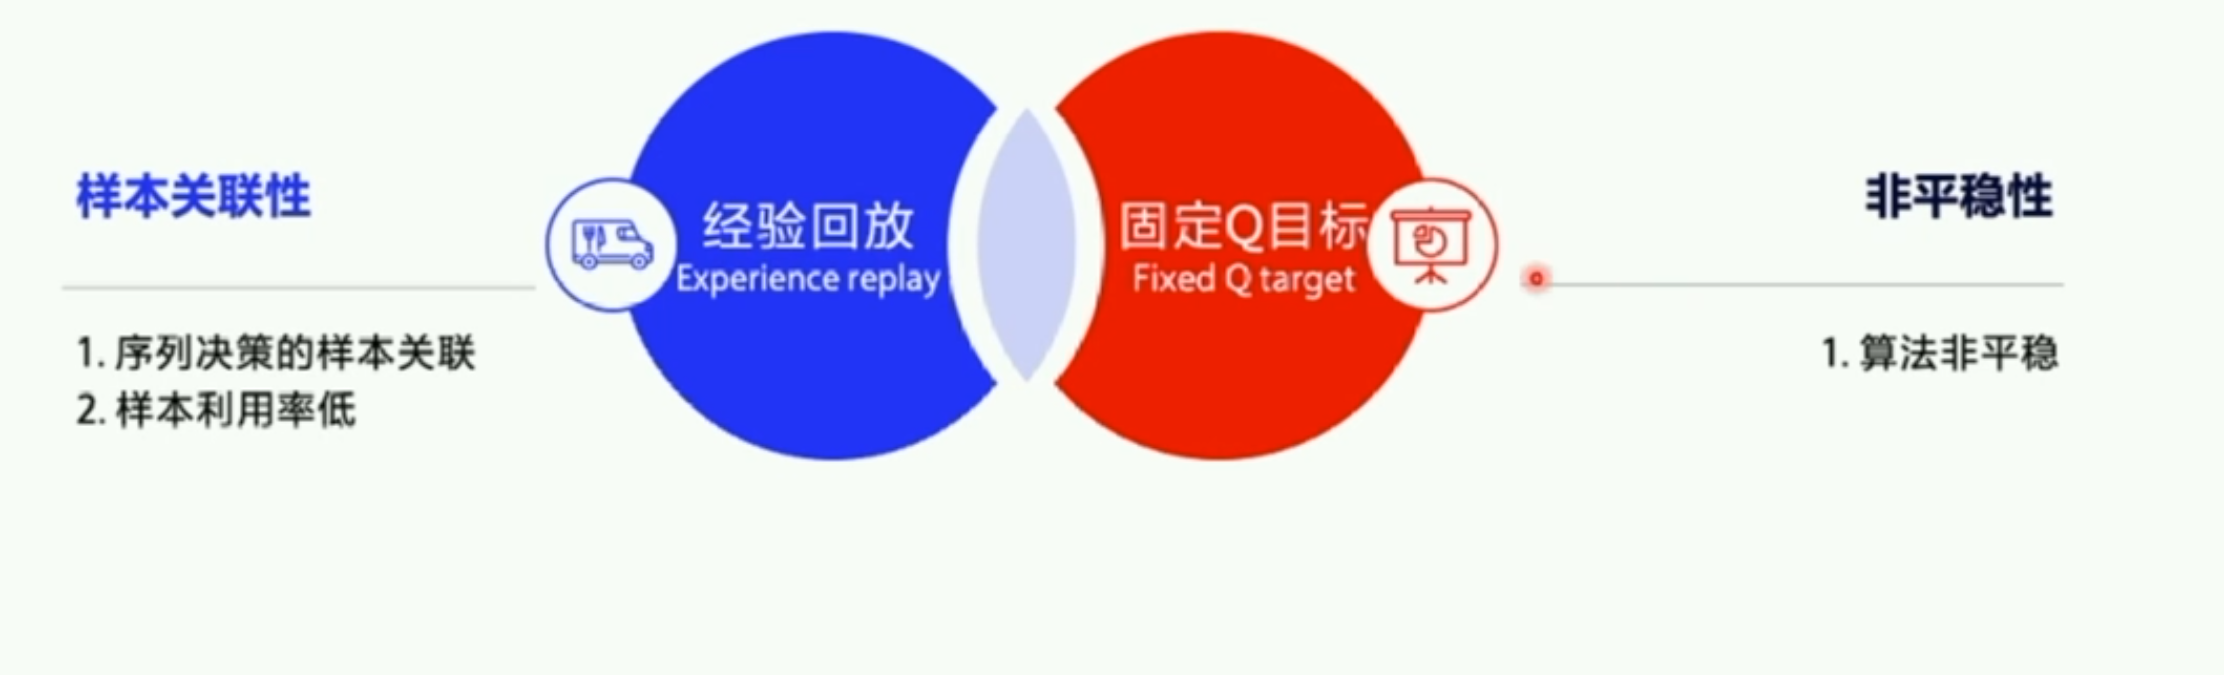 样本关联性
1. 序列决策的样本关联
2. 样本利用率低
经验回放
Experience replay
固定Q目标
Fixed Q target
非平稳性
1. 算法非平稳